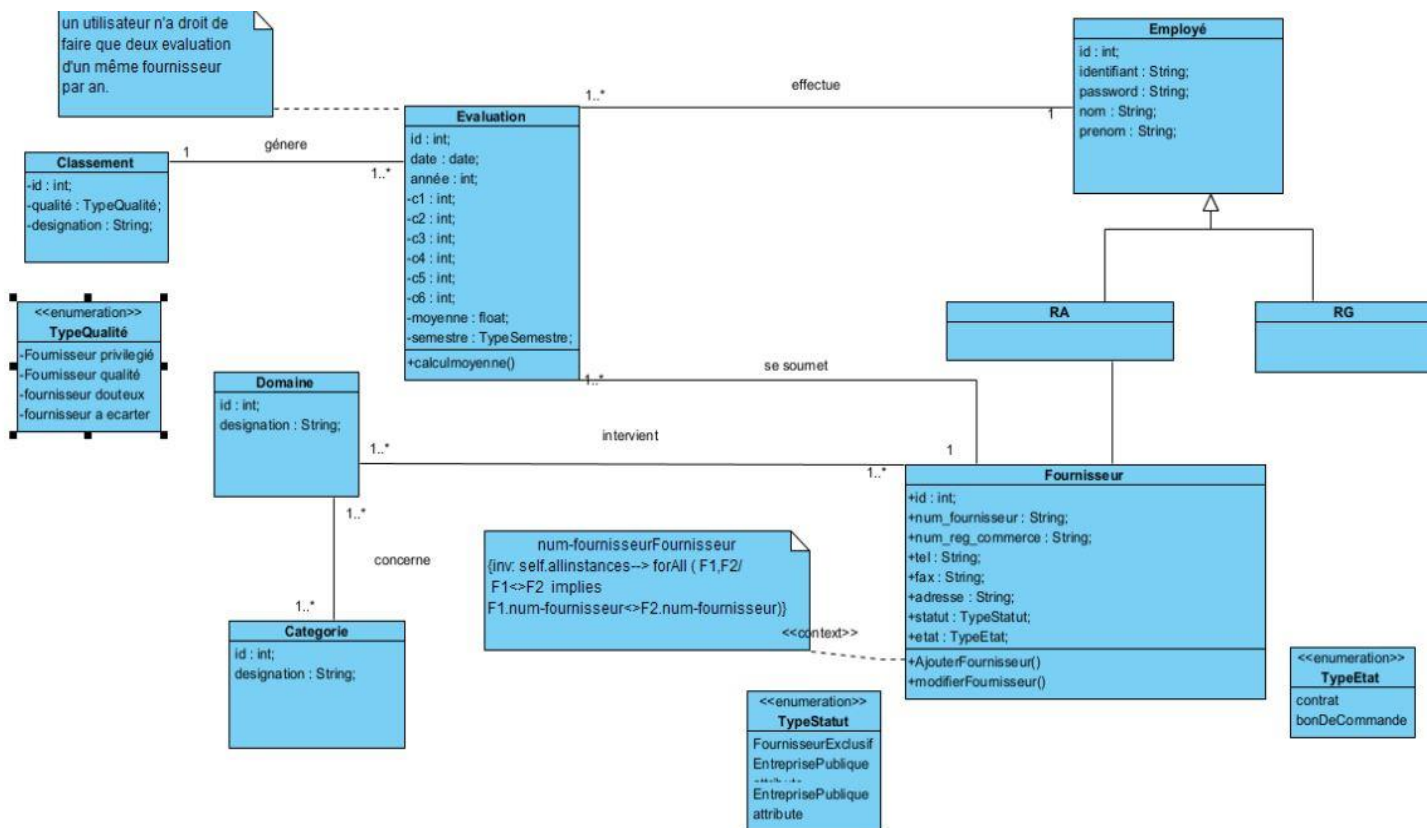 un utilisateur n'a droit de
faire que deux evaluation
d'un même fournisseur
par an.
Employé
id : int;
identifiant : String;
password : String;
nom : String;
prenom : String;
effectue
1..*
1
Evaluation
id : int;
date : date;
année : int;
-c1 : int;
-c2 : int;
-c3 : int;
-c4 : int;
-c5 : int;
-c6 : int;
-moyenne : float;
-semestre : TypeSemestre;
+calculmoyenne()
génere
1
1..*
Classement
-id : int;
-qualité : TypeQualité;
-designation : String;
<<enumeration>>
TypeQualité
-Fournisseur privilegié
-Fournisseur qualité
-fournisseur douteux
-fournisseur a ecarter
RA
RG
se soumet
1..*
1
Domaine
id : int;
designation : String;
intervient
1..*
1..*
Fournisseur
+id : int;
+num_fournisseur : String;
+num_reg_commerce : String;
+tel : String;
+fax : String;
+adresse : String;
+statut : TypeStatut;
+etat : TypeEtat;
+AjouterFournisseur()
+modifierFournisseur()
1..*
concerne
1..*
num-fournisseurFournisseur
{inv: self.allinstances--> forAll ( F1,F2/
F1<>F2 implies
F1.num-fournisseur<>F2.num-fournisseur)}
<<context>>
Categorie
id : int;
designation : String;
<<enumeration>>
TypeEtat
contrat
bonDeCommande
<<enumeration>>
TypeStatut
FournisseurExclusif
EntreprisePublique
EntreprisePublique
attribute